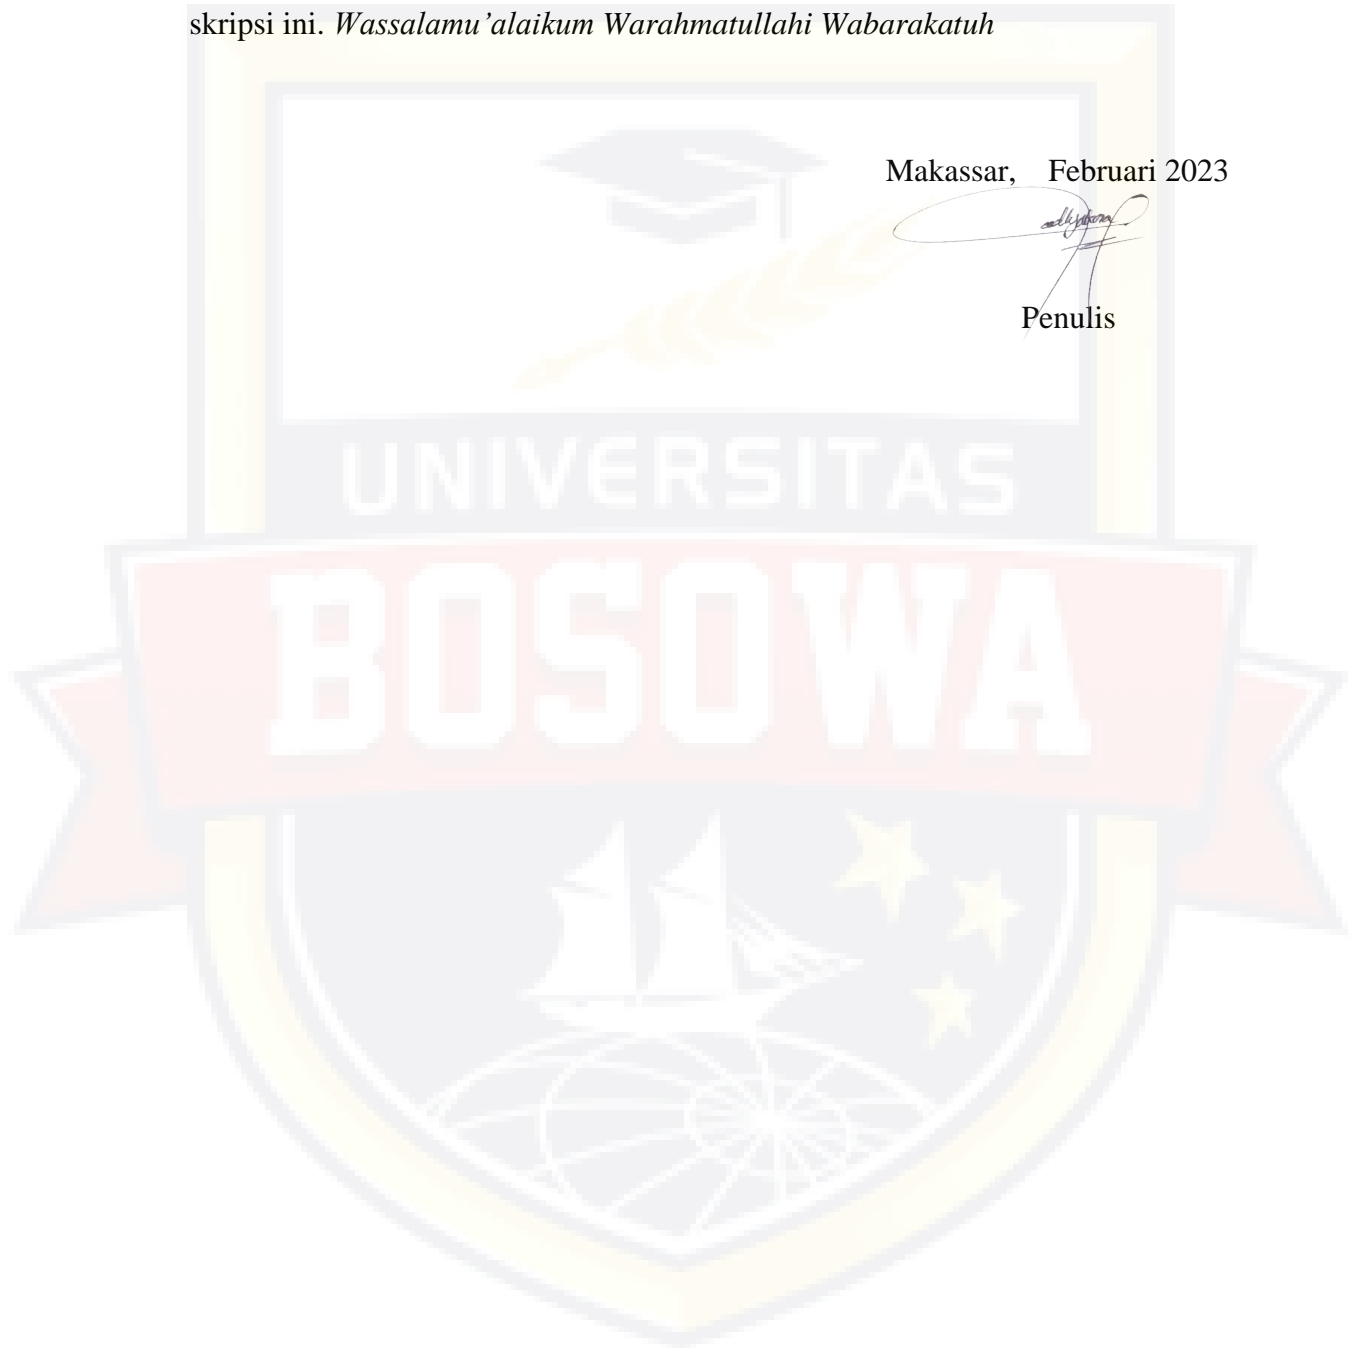 skripsi ini. Wassalamu’alaikum Warahmatullahi Wabarakatuh
Makassar, Februari 2023
Penulis
UNIVERSITAS
BOSOWA